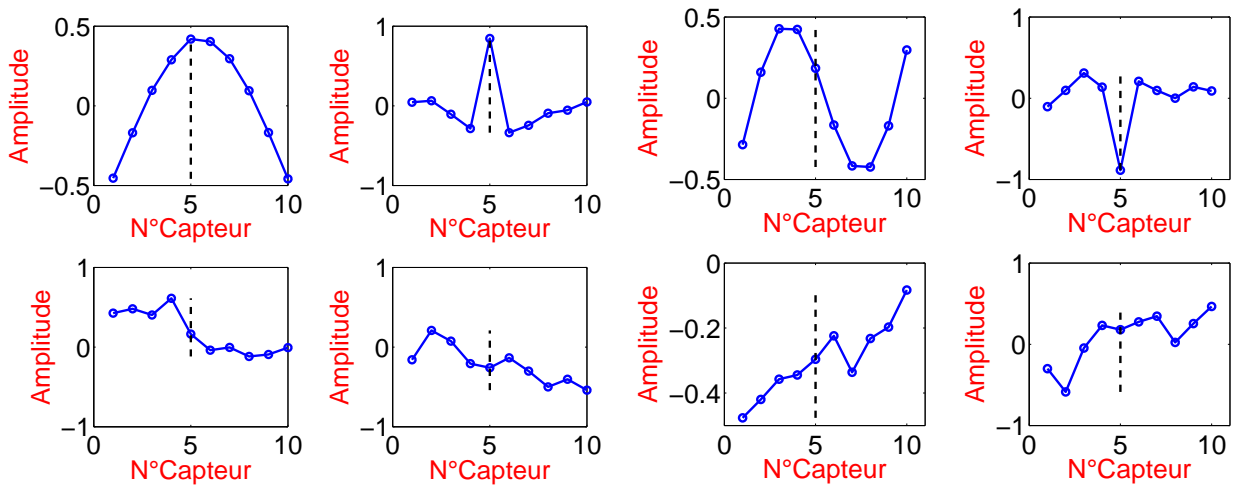 0.5 1 0.5 1
Amplitude Amplitude Amplitude Amplitude
0 0 0 0
−0.5 −1 −0.5 −1
0 5 10 0 5 10 0 5 10 0 5 10
N°Capteur N°Capteur N°Capteur N°Capteur
1 1 0 1
Amplitude Amplitude Amplitude Amplitude
0 0 −0.2 0
−0.4
−1 −1 −1
0 5 10 0 5 10 0 5 10 0 5 10
N°Capteur N°Capteur N°Capteur N°Capteur